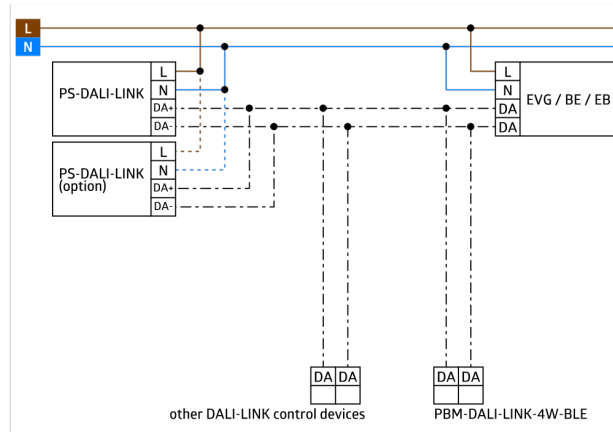 L
N
PS-DALI-LINK
L
N
DA+
DA-
L
N
DA
DA
EVG / BE / EB
PS-DALI-LINK
(option)
L
N
DA+
DA-
DA DA
DA DA
other DALI-LINK control devices
PBM-DALI-LINK-4W-BLE